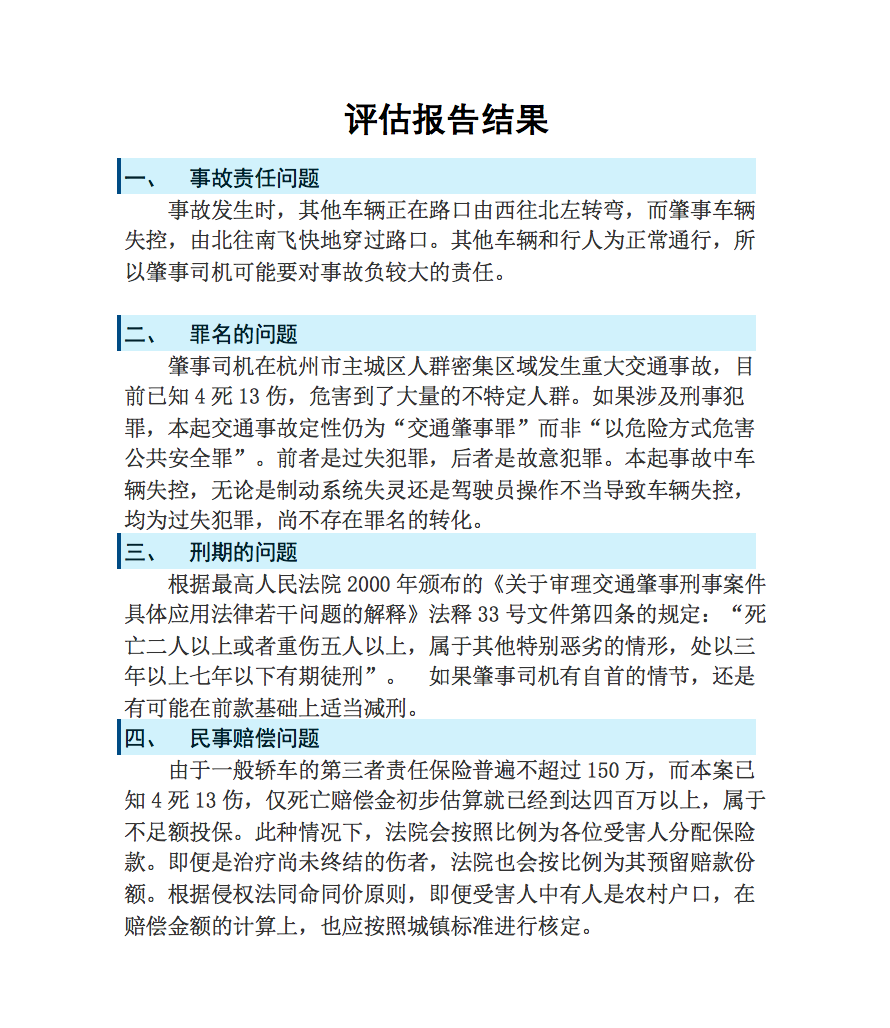 评估报告结果
一、 事故责任问题
事故发生时，其他车辆正在路口由西往北左转弯，而肇事车辆
失控，由北往南飞快地穿过路口。其他车辆和行人为正常通行，所
以肇事司机可能要对事故负较大的责任。
二、 罪名的问题
肇事司机在杭州市主城区人群密集区域发生重大交通事故，目
前已知 4 死 13 伤，危害到了大量的不特定人群。如果涉及刑事犯
罪，本起交通事故定性仍为“交通肇事罪”而非“以危险方式危害
公共安全罪”。前者是过失犯罪，后者是故意犯罪。本起事故中车
辆失控，无论是制动系统失灵还是驾驶员操作不当导致车辆失控，
均为过失犯罪，尚不存在罪名的转化。
三、 刑期的问题
根据最高人民法院 2000 年颁布的《关于审理交通肇事刑事案件
具体应用法律若干问题的解释》法释 33 号文件第四条的规定：“死
亡二人以上或者重伤五人以上，属于其他特别恶劣的情形，处以三
年以上七年以下有期徒刑”。 如果肇事司机有自首的情节，还是
有可能在前款基础上适当减刑。
四、 民事赔偿问题
由于一般轿车的第三者责任保险普遍不超过 150 万，而本案已
知 4 死 13 伤，仅死亡赔偿金初步估算就已经到达四百万以上，属于
不足额投保。此种情况下，法院会按照比例为各位受害人分配保险
款。即便是治疗尚未终结的伤者，法院也会按比例为其预留赔款份
额。根据侵权法同命同价原则，即便受害人中有人是农村户口，在
赔偿金额的计算上，也应按照城镇标准进行核定。